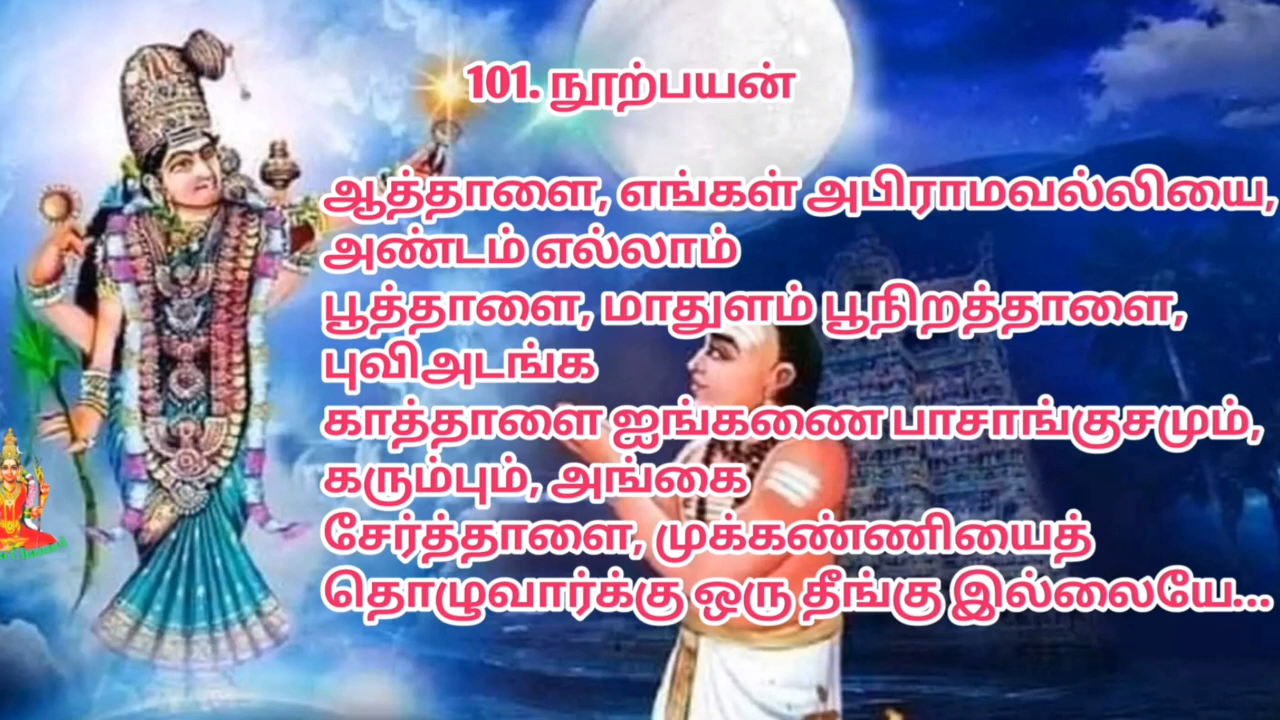 101. நூற்பயன்
ஆத்தாளை, எங்கள் அபிராமவல்லியை,
அண்டம் எல்லாம்
பூத்தாளை, மாதுளம் பூநிறத்தாளை,
புவிஅடங்க
காத்தாளை ஐங்கணை பாசாங்குசமும்,
கரும்பும், அங்கை
சேர்த்தாளை, முக்கண்ணியைத்
தொழுவார்க்கு ஒரு தீங்கு இல்லையே...